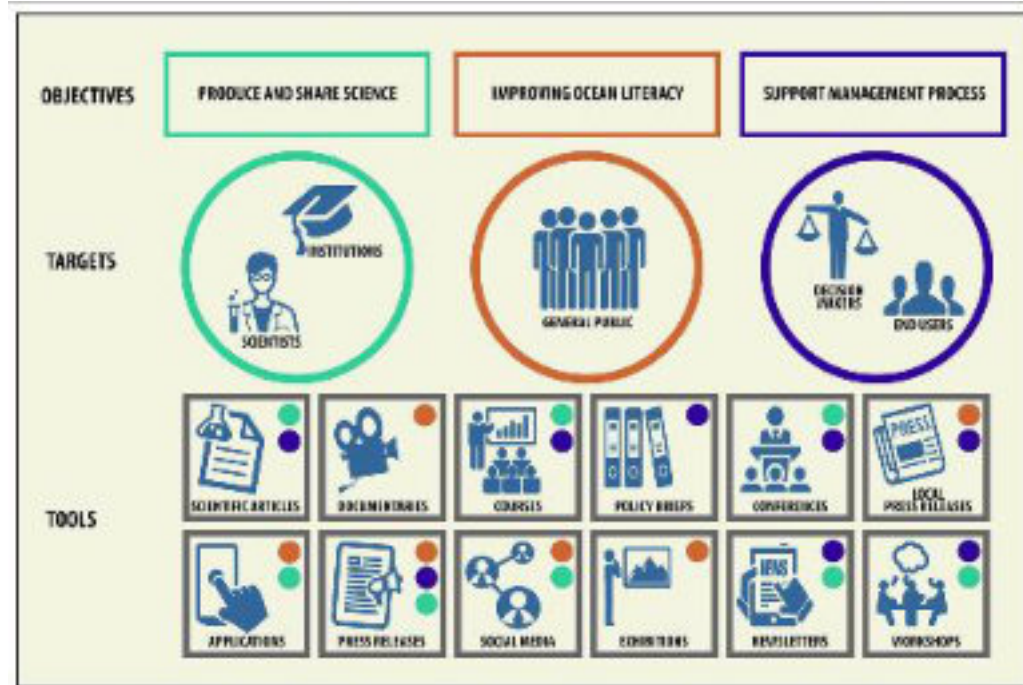 OBJECTIVES
PRODUCE AND SHARE SCIENCE
IMPROVING OCEAN LITERACY
SUPPORT MANAGEMENT PROCESS
TARGETS
INSTITUTIONS
SCIENTISTS
GENERAL PUBLIC
DECISION
MAKERS
END-USERS
TOOLS
SCIENTIFIC ARTICLES
DOCUMENTARIES
COURSES
POLICY BRIEFS
CONFERENCES
PRESS
LOCAL
PRESS RELEASES
APPLICATIONS
PRESS RELEASES
SOCIAL MEDIA
EXHIBITIONS
NEWS
NEWSLETTERS
WORKSHOPS